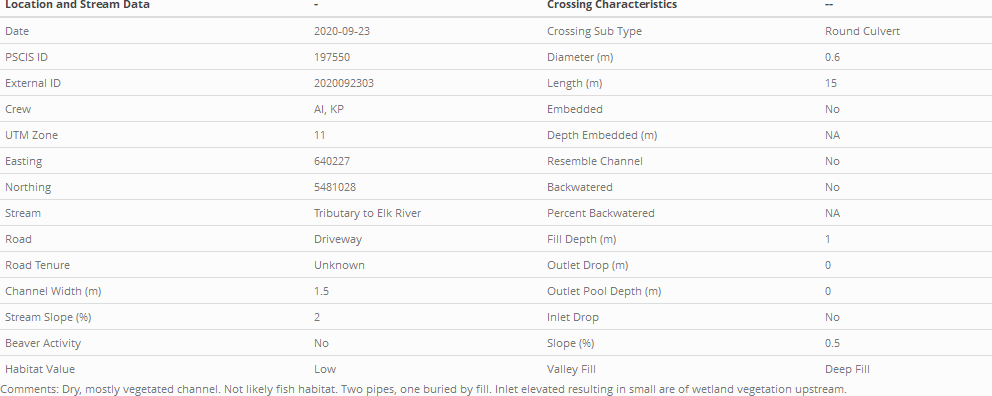 Location and Stream Data - Crossing Characteristics --
Date 2020-09-23 Crossing Sub Type Round Culvert
PSCIS ID 197550 Diameter (m) 0.6
External ID 2020092303 Length (m) 15
Crew AI, KP Embedded No
UTM Zone 11 Depth Embedded (m) NA
Easting 640227 Resemble Channel No
Northing 5481028 Backwatered No
Stream Tributary to Elk River Percent Backwatered NA
Road Driveway Fill Depth (m) 1
Road Tenure Unknown Outlet Drop (m) 0
Channel Width (m) 1.5 Outlet Pool Depth (m) 0
Stream Slope (%) 2 Inlet Drop No
Beaver Activity No Slope (%) 0.5
Habitat Value Low Valley Fill Deep Fill
Comments: Dry, mostly vegetated channel. Not likely fish habitat. Two pipes, one buried by fill. Inlet elevated resulting in small are of wetland vegetation upstream.